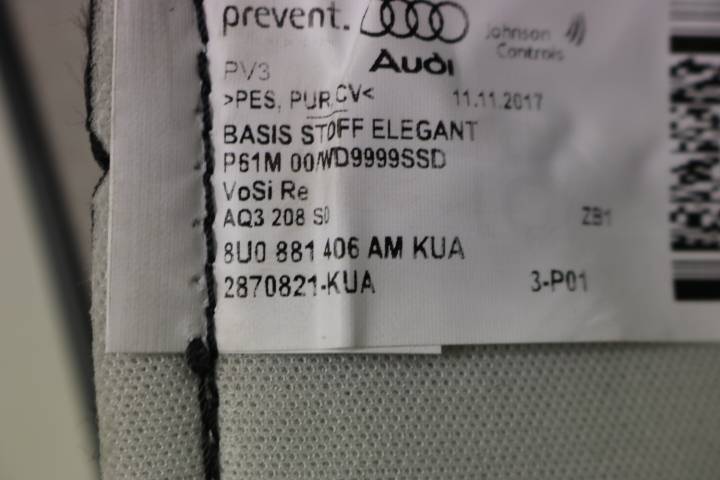 prevent.
Johnson Controls
Audi
PV3
>PES, PUR,CV< 11.11.2017
BASIS STOFF ELEGANT
P61M 00/WD9999SSD
VoSi Re
AQ3 208 S0 ZB1
8U0 881 406 AM KUA
2870821-KUA 3-P01